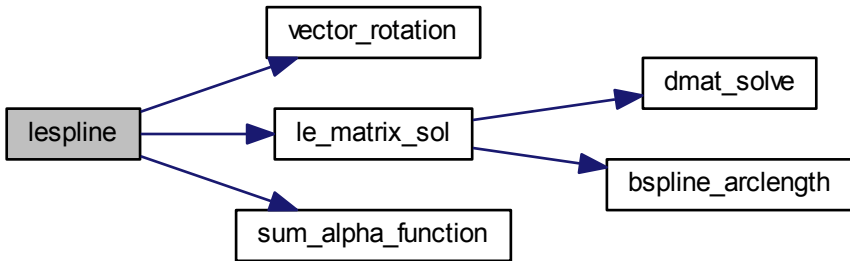 vector_rotation
dmat_solve
lespline
le_matrix_sol
bspline_arclength
sum_alpha_function